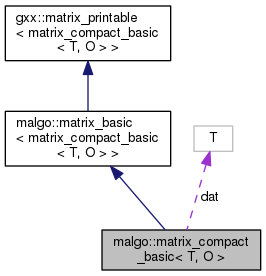 gxx::matrix_printable
< matrix_compact_basic
< T, O > >
malgo::matrix_basic
< matrix_compact_basic
< T, O > >
T
dat
malgo::matrix_compact
_basic< T, O >